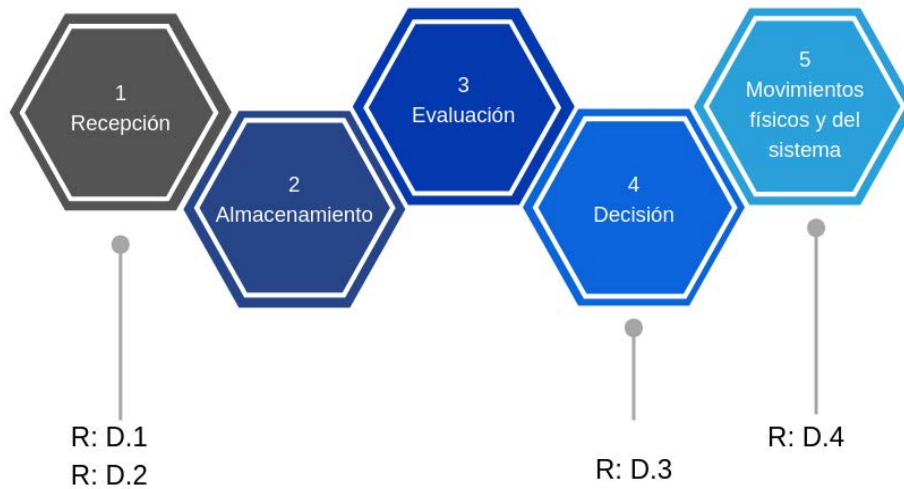 1
Recepción
2
Almacenamiento
3
Evaluación
4
Decisión
5
Movimientos
físicos y del
sistema
R: D.1
R: D.2
R: D.3
R: D.4